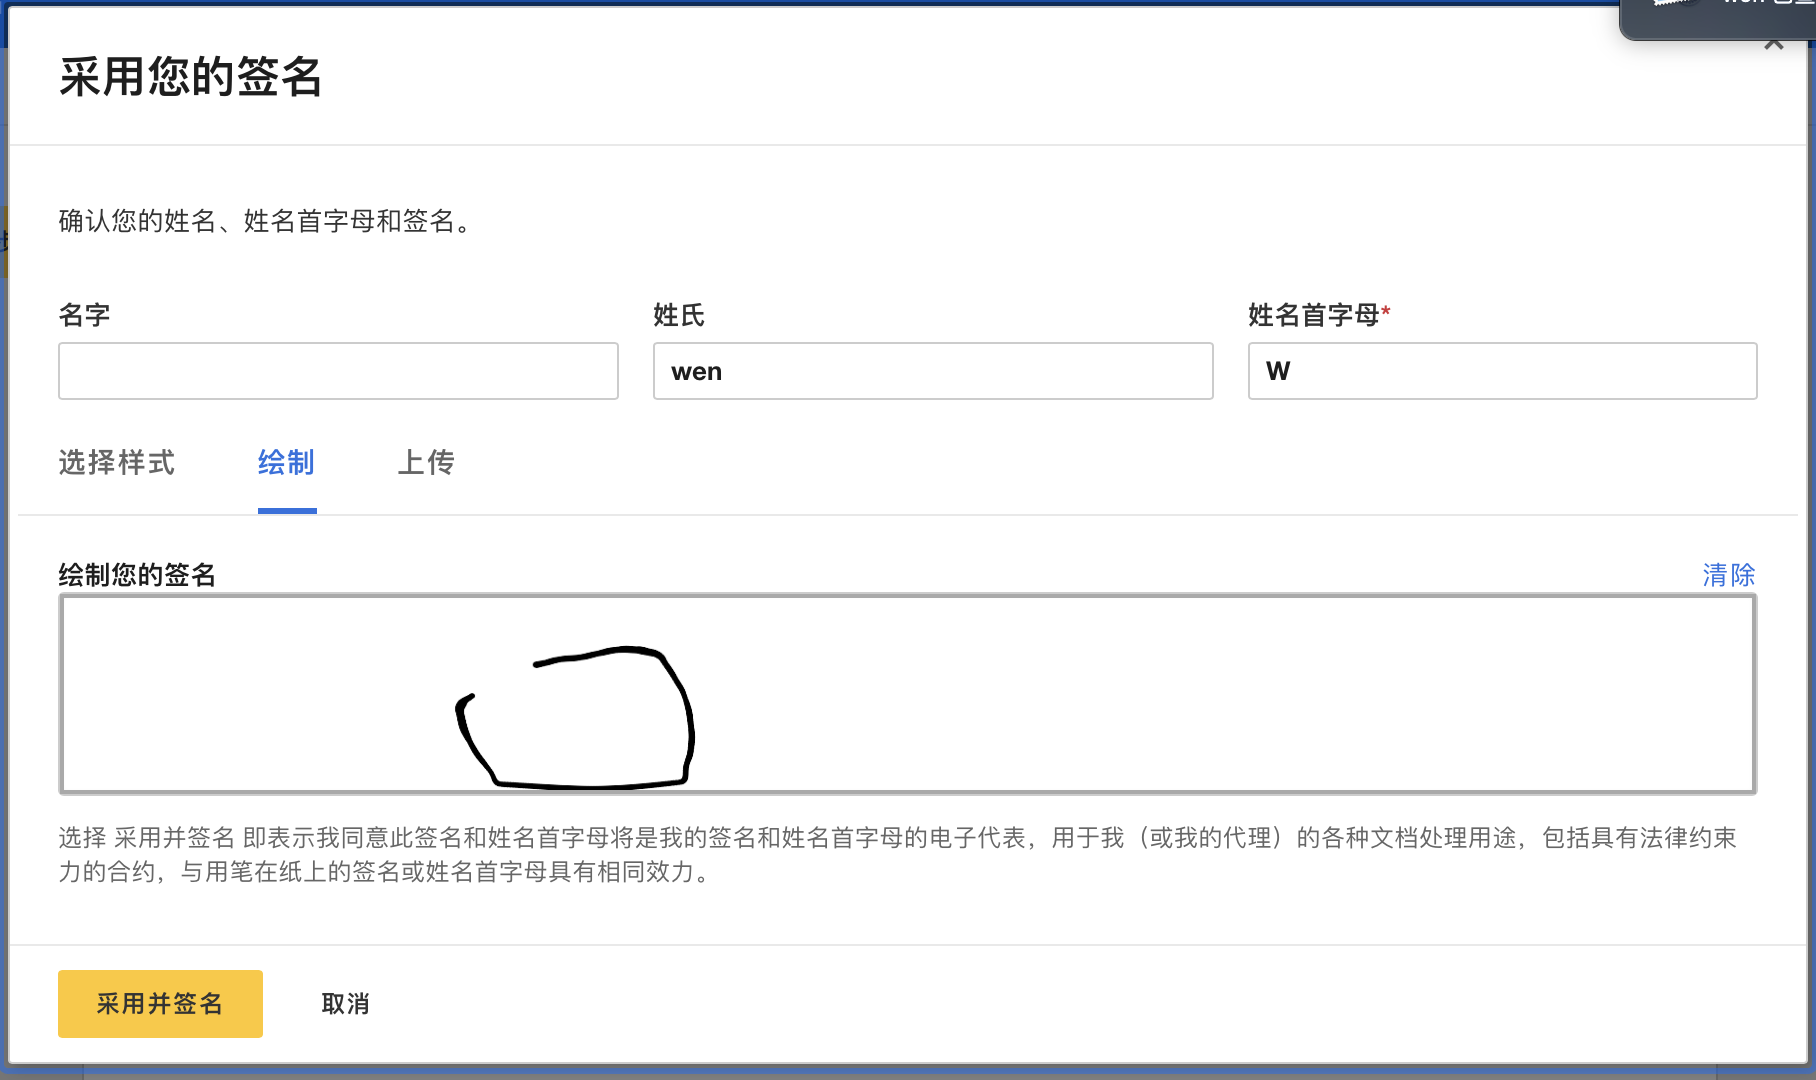 采用您的签名
确认您的姓名、姓名首字母和签名。
名字
姓氏
姓名首字母*
wen
W
选择样式
绘制
上传
绘制您的签名
清除
选择 采用并签名 即表示我同意此签名和姓名首字母将是我的签名和姓名首字母的电子代表，用于我（或我的代理）的各种文档处理用途，包括具有法律约束
力的合约，与用笔在纸上的签名或姓名首字母具有相同效力。
采用并签名
取消